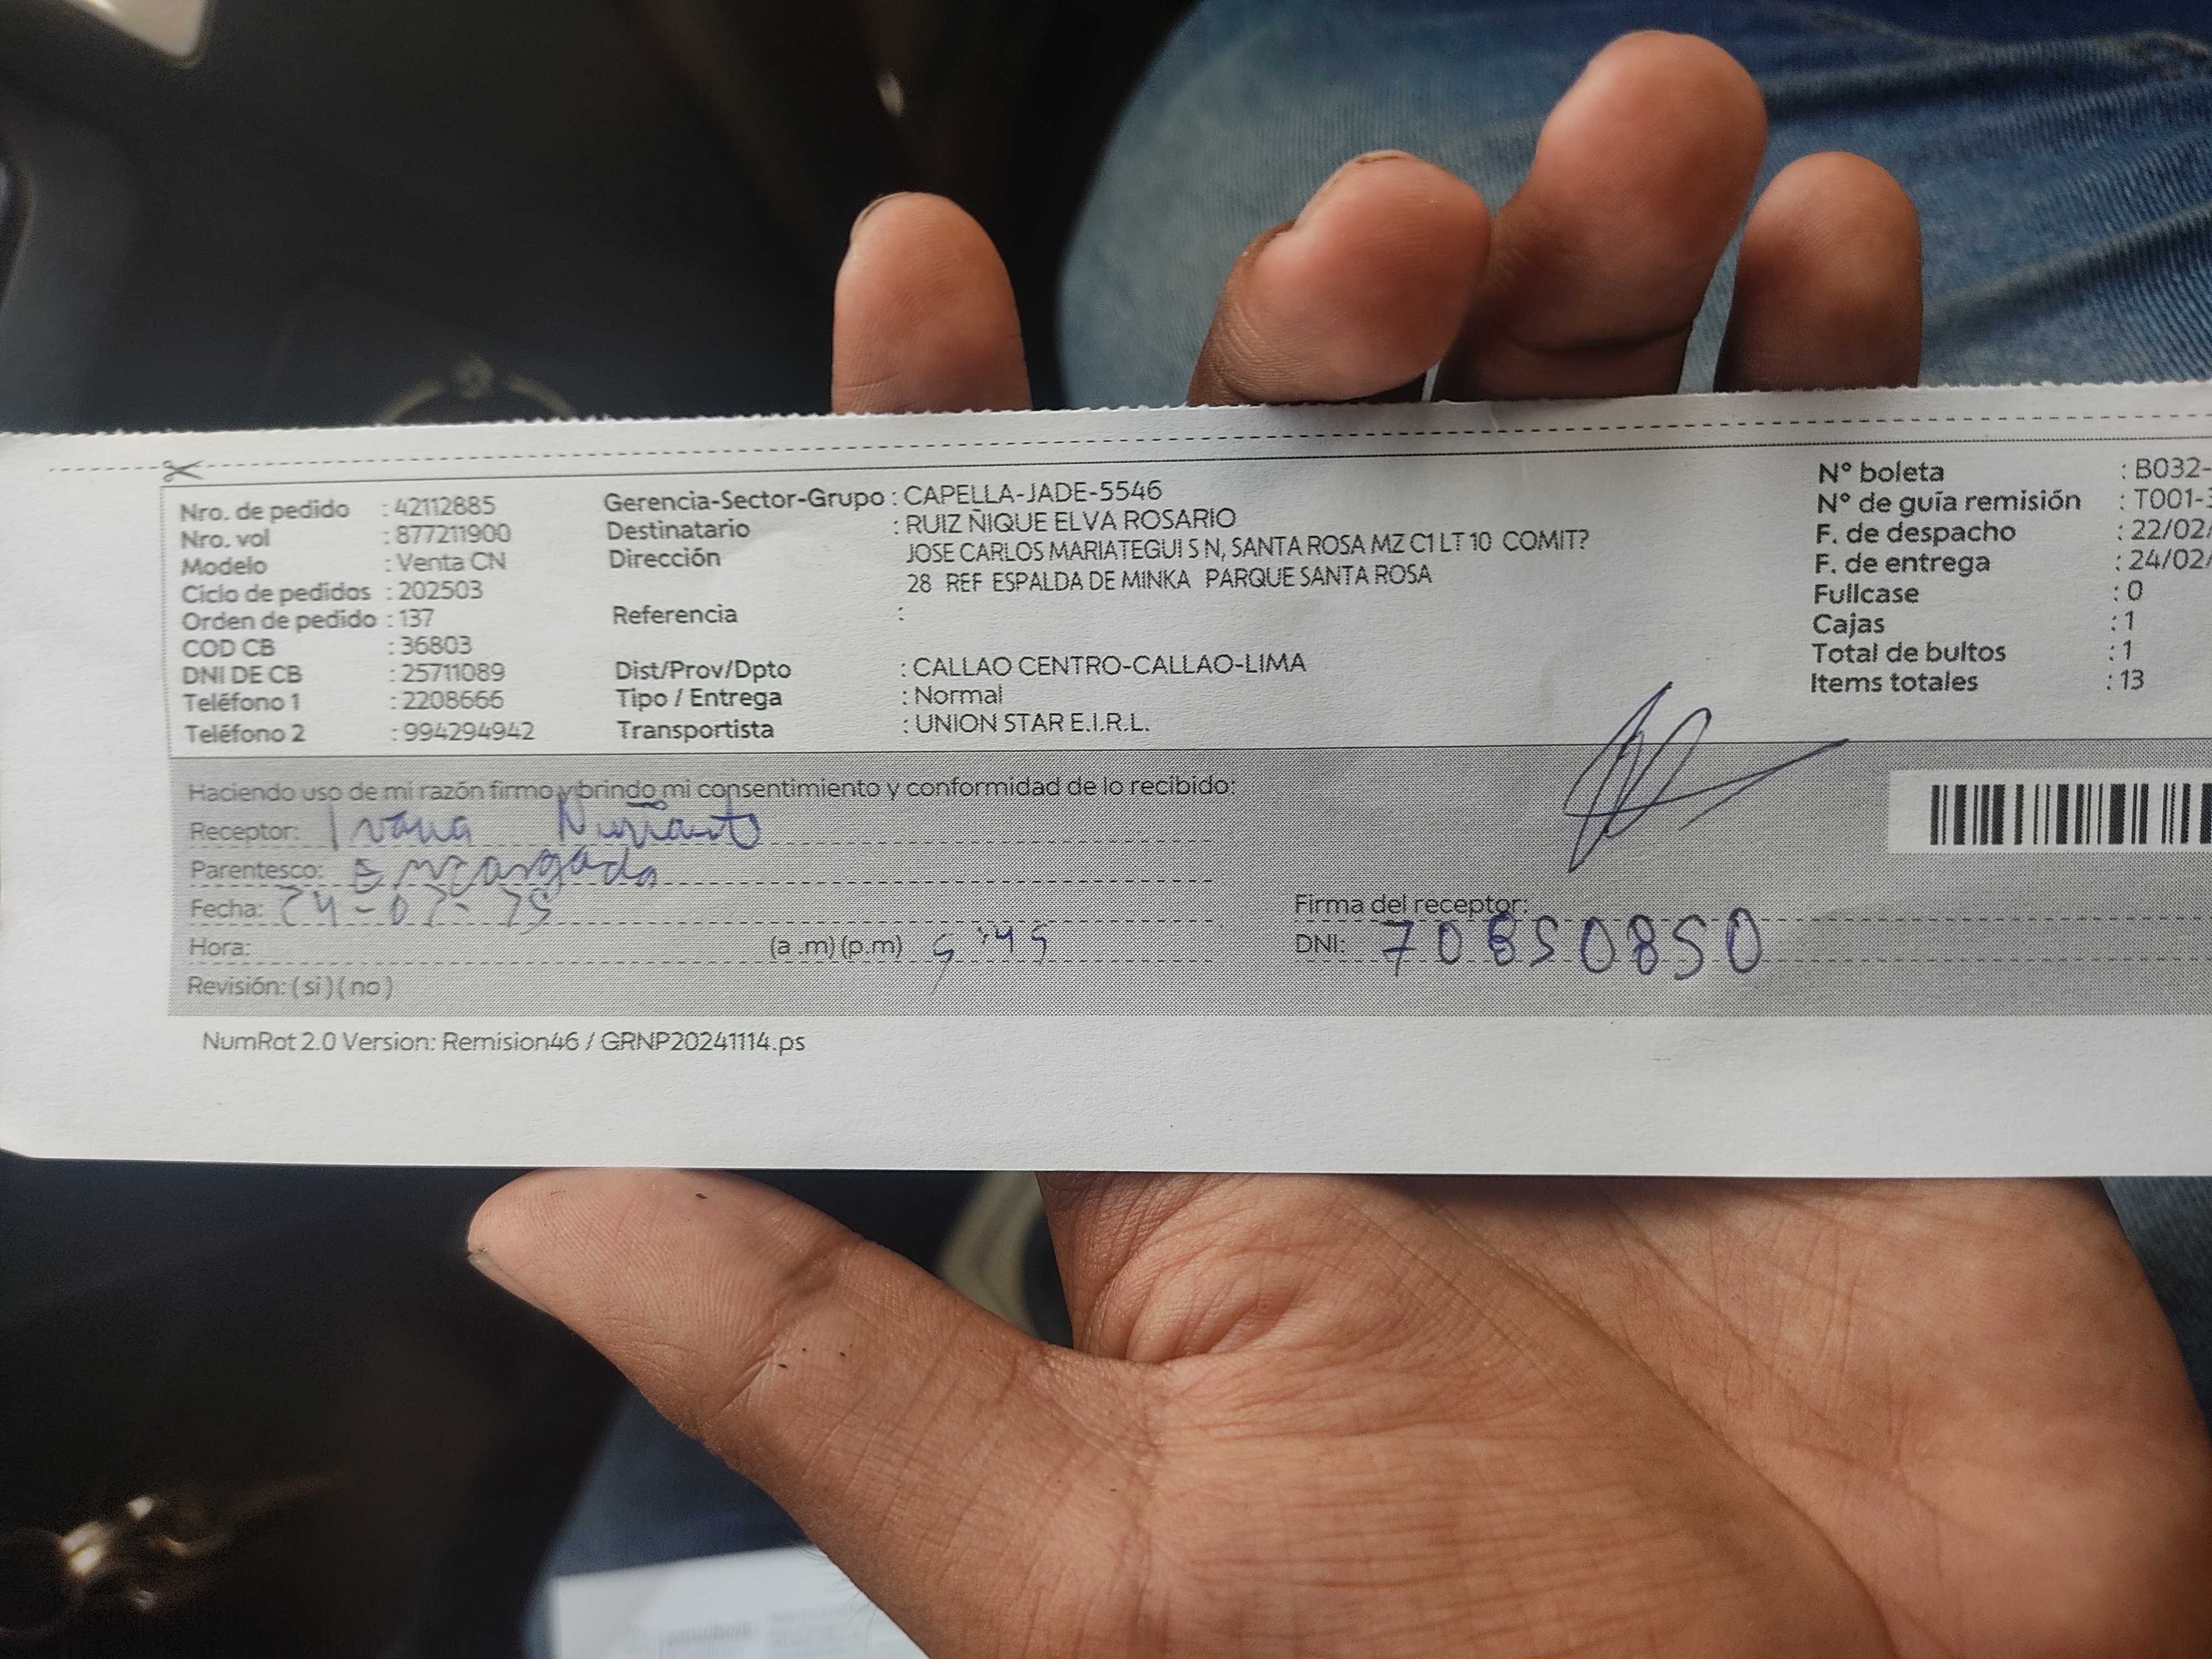 Nro. de pedido : 42112885
Nro. vol : 877211900
Modelo : Venta CN
Ciclo de pedidos : 202503
Orden de pedido : 137
COD CB : 36803
DNI DE CB : 25711089
Teléfono 1 : 2208666
Teléfono 2 : 994294942
Gerencia-Sector-Grupo : CAPELLA-JADE-5546
Destinatario : RUIZ ÑIQUE ELVA ROSARIO
Dirección JOSE CARLOS MARIATEGUI S N, SANTA ROSA MZ C1 LT 10 COMIT?
28 REF ESPALDA DE MINKA PARQUE SANTA ROSA
Referencia :
Dist/Prov/Dpto : CALLAO CENTRO-CALLAO-LIMA
Tipo / Entrega : Normal
Transportista : UNION STAR E.I.R.L.
N° boleta : B032-
N° de guía remisión : T001-
F. de despacho : 22/02/
F. de entrega : 24/02/
Fullcase : 0
Cajas : 1
Total de bultos : 1
Items totales : 13
Haciendo uso de mi razón firmo y brindo mi consentimiento y conformidad de lo recibido:
Receptor: Ivana
Parentesco: Encargada
Fecha:
Hora: (a .m) (p.m) 5:45
Revisión: ( si ) ( no )
Firma del receptor:
DNI: 70850850
NumRot 2.0 Version: Remision46 / GRNP20241114.ps